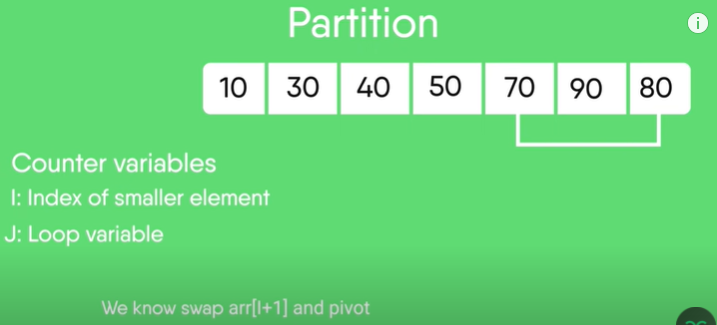 Partition
10 30 40 50 70 90 80
Counter variables
I: Index of smaller element
J: Loop variable
We know swap arr[I+1] and pivot